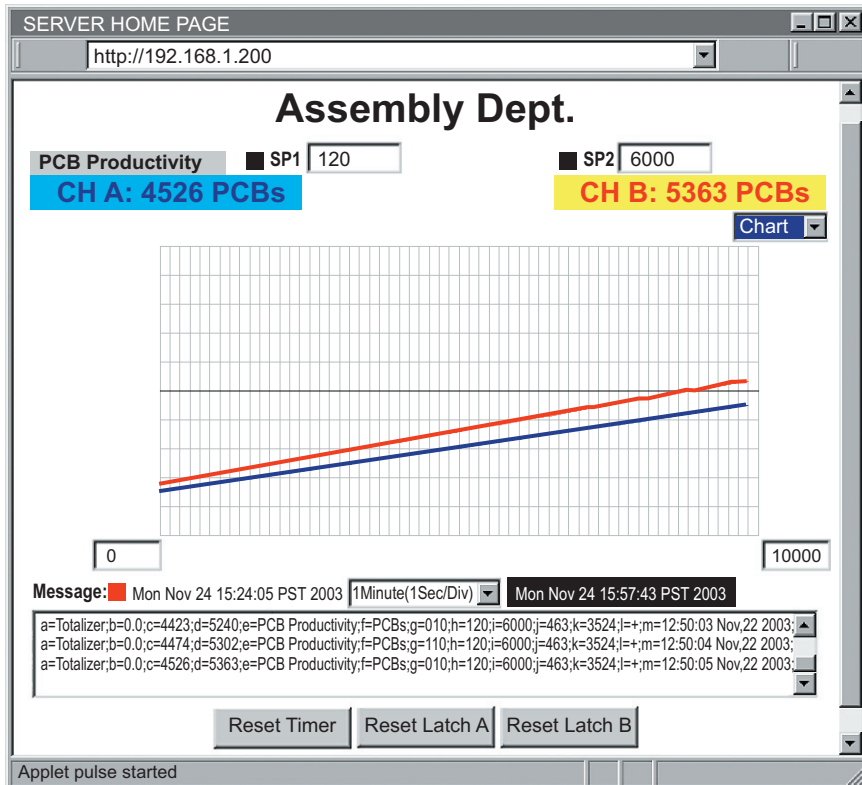 SERVER HOME PAGE
http://192.168.1.200
Assembly Dept.
PCB Productivity SP1 120 SP2 6000
CH A: 4526 PCBs CH B: 5363 PCBs
Chart
0 10000
Message: Mon Nov 24 15:24:05 PST 2003 1Minute(1Sec/Div) Mon Nov 24 15:57:43 PST 2003
a=Totalizer;b=0.0;c=4423;d=5240;e=PCB Productivity;f=PCBs;g=010;h=120;i=6000;j=463;k=3524;l=+;m=12:50:03 Nov,22 2003;
a=Totalizer;b=0.0;c=4474;d=5302;e=PCB Productivity;f=PCBs;g=110;h=120;i=6000;j=463;k=3524;l=+;m=12:50:04 Nov,22 2003;
a=Totalizer;b=0.0;c=4526;d=5363;e=PCB Productivity;f=PCBs;g=010;h=120;i=6000;j=463;k=3524;l=+;m=12:50:05 Nov,22 2003;
Reset Timer Reset Latch A Reset Latch B
Applet pulse started